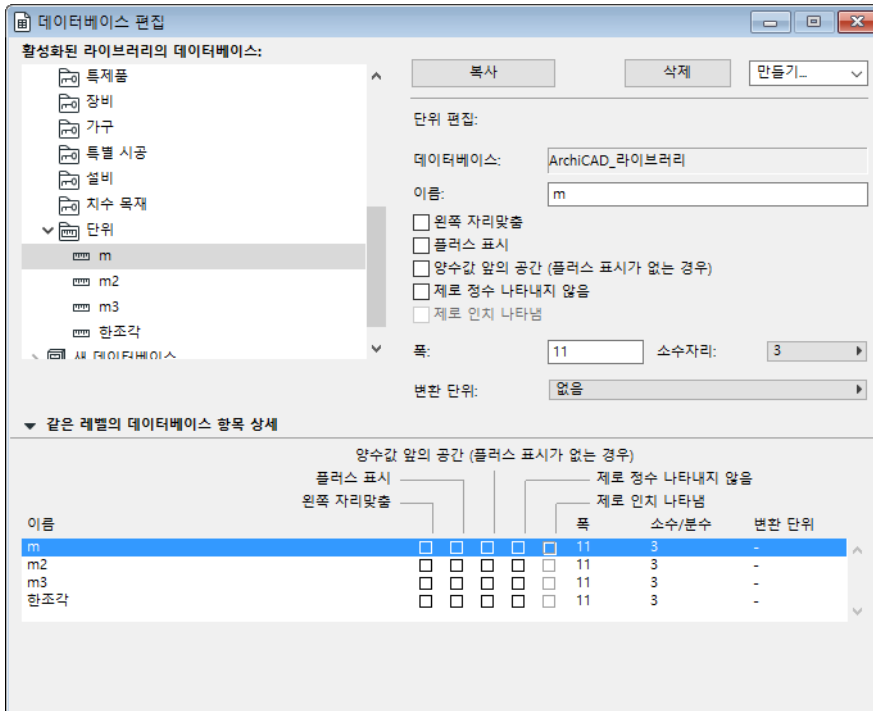 데이터베이스 편집
활성화된 라이브러리의 데이터베이스:
특제품
장비
가구
특별 시공
설비
치수 목재
단위
m
m2
m3
한조각
새 데이터베이스
복사
삭제
만들기...
단위 편집:
데이터베이스: ArchiCAD_라이브러리
이름: m
왼쪽 자리맞춤
플러스 표시
양수값 앞의 공간 (플러스 표시가 없는 경우)
제로 정수 나타내지 않음
제로 인치 나타냄
폭: 11 소수자리: 3
변환 단위: 없음
같은 레벨의 데이터베이스 항목 상세
양수값 앞의 공간 (플러스 표시가 없는 경우)
플러스 표시 제로 정수 나타내지 않음
왼쪽 자리맞춤 제로 인치 나타냄
이름 폭 소수/분수 변환 단위
m 11 3 -
m2 11 3 -
m3 11 3 -
한조각 11 3 -